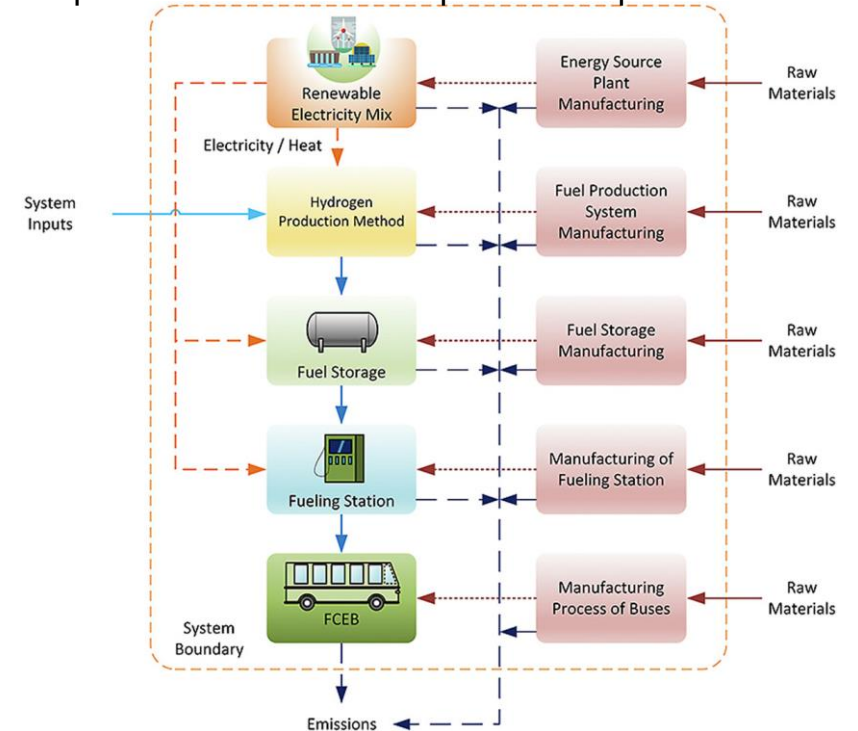 Renewable
Electricity Mix
Energy Source
Plant
Manufacturing
Raw
Materials
Electricity / Heat
System
Inputs
Hydrogen
Production Method
Fuel Production
System
Manufacturing
Raw
Materials
Fuel Storage
Fuel Storage
Manufacturing
Raw
Materials
Fueling Station
Manufacturing of
Fueling Station
Raw
Materials
FCEB
Manufacturing
Process of Buses
Raw
Materials
System
Boundary
Emissions